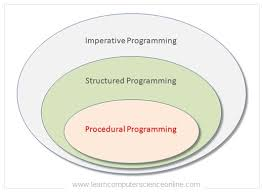 Imperative Programming
Structured Programming
Procedural Programming
www.learncomputerscienceonline.com